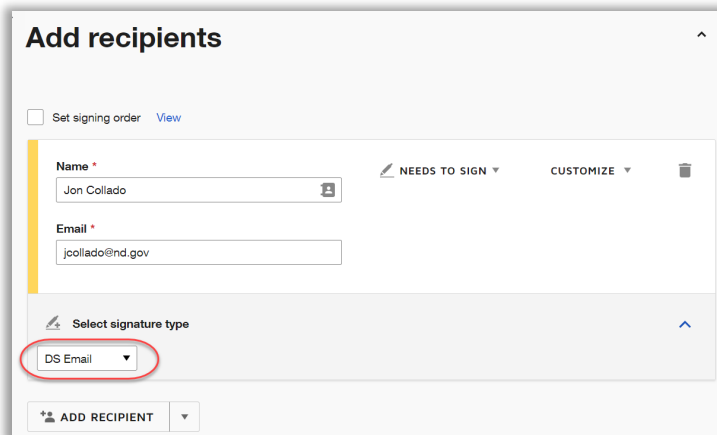 Add recipients
Set signing order View
Name *
NEEDS TO SIGN
CUSTOMIZE
Jon Collado
Email *
jcollado@nd.gov
Select signature type
DS Email
ADD RECIPIENT